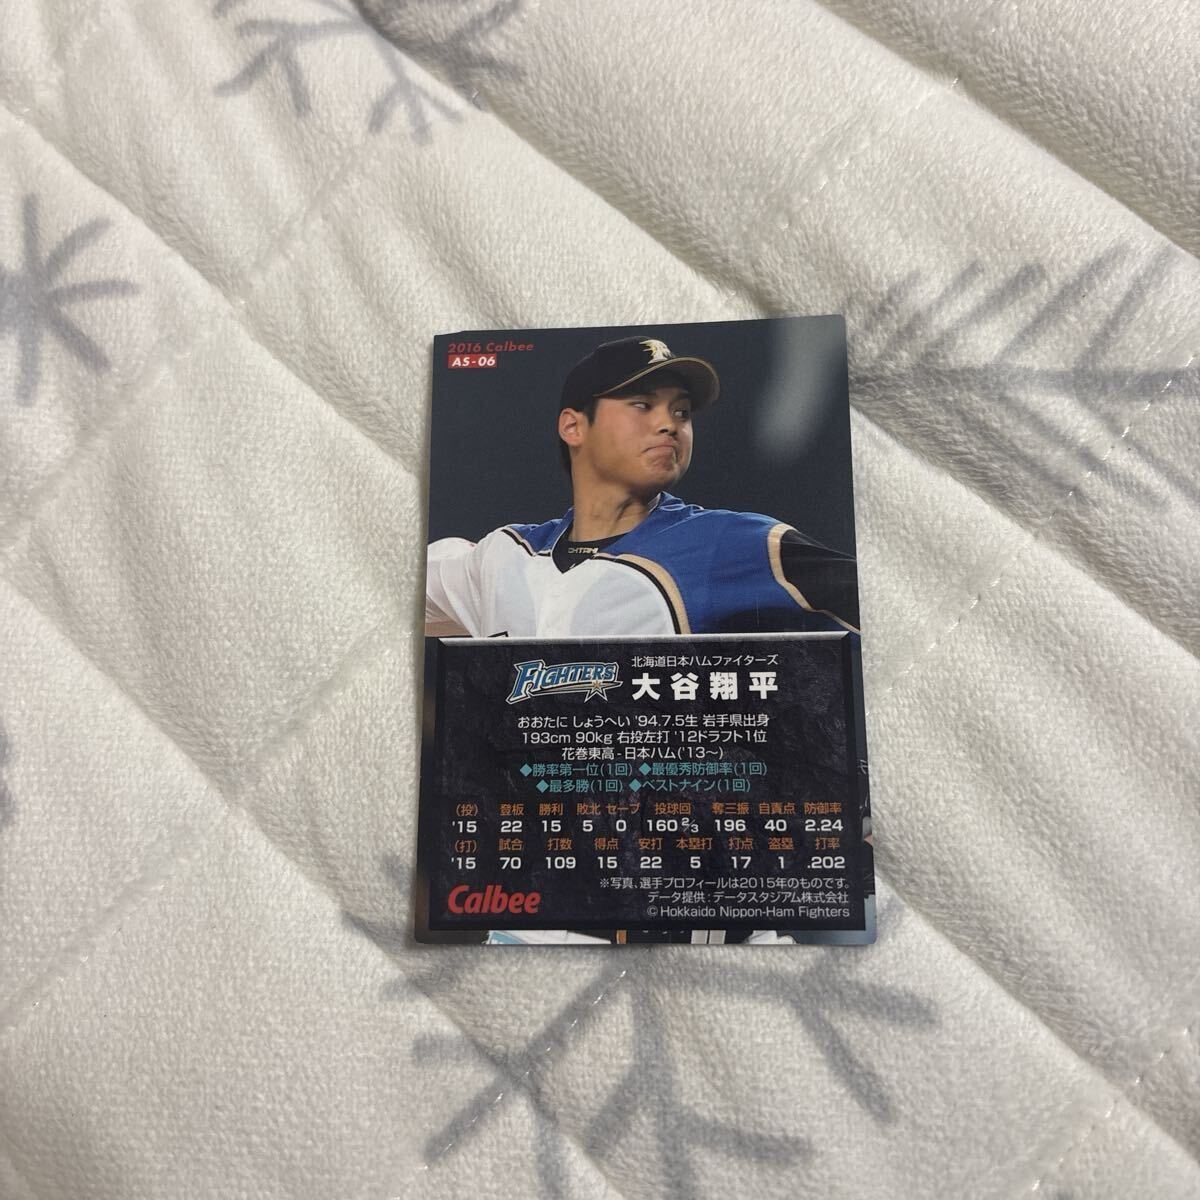 2016 Calbee
AS-06
OHTANI
FIGHTERS
北海道日本ハムファイターズ
大谷翔平
おおたに しょうへい '94.7.5生 岩手県出身
193cm 90kg 右投左打 '12ドラフト1位
花巻東高-日本ハム('13〜)
◆勝率第一位(1回) ◆最優秀防御率(1回)
◆最多勝(1回) ◆ベストナイン(1回)
(投) 登板 勝利 敗北 セーブ 投球回 奪三振 自責点 防御率
'15 22 15 5 0 160 2/3 196 40 2.24
(打) 試合 打数 得点 安打 本塁打 打点 盗塁 打率
'15 70 109 15 22 5 17 1 .202
※写真、選手プロフィールは2015年のものです。
データ提供：データスタジアム株式会社
Calbee
©Hokkaido Nippon-Ham Fighters